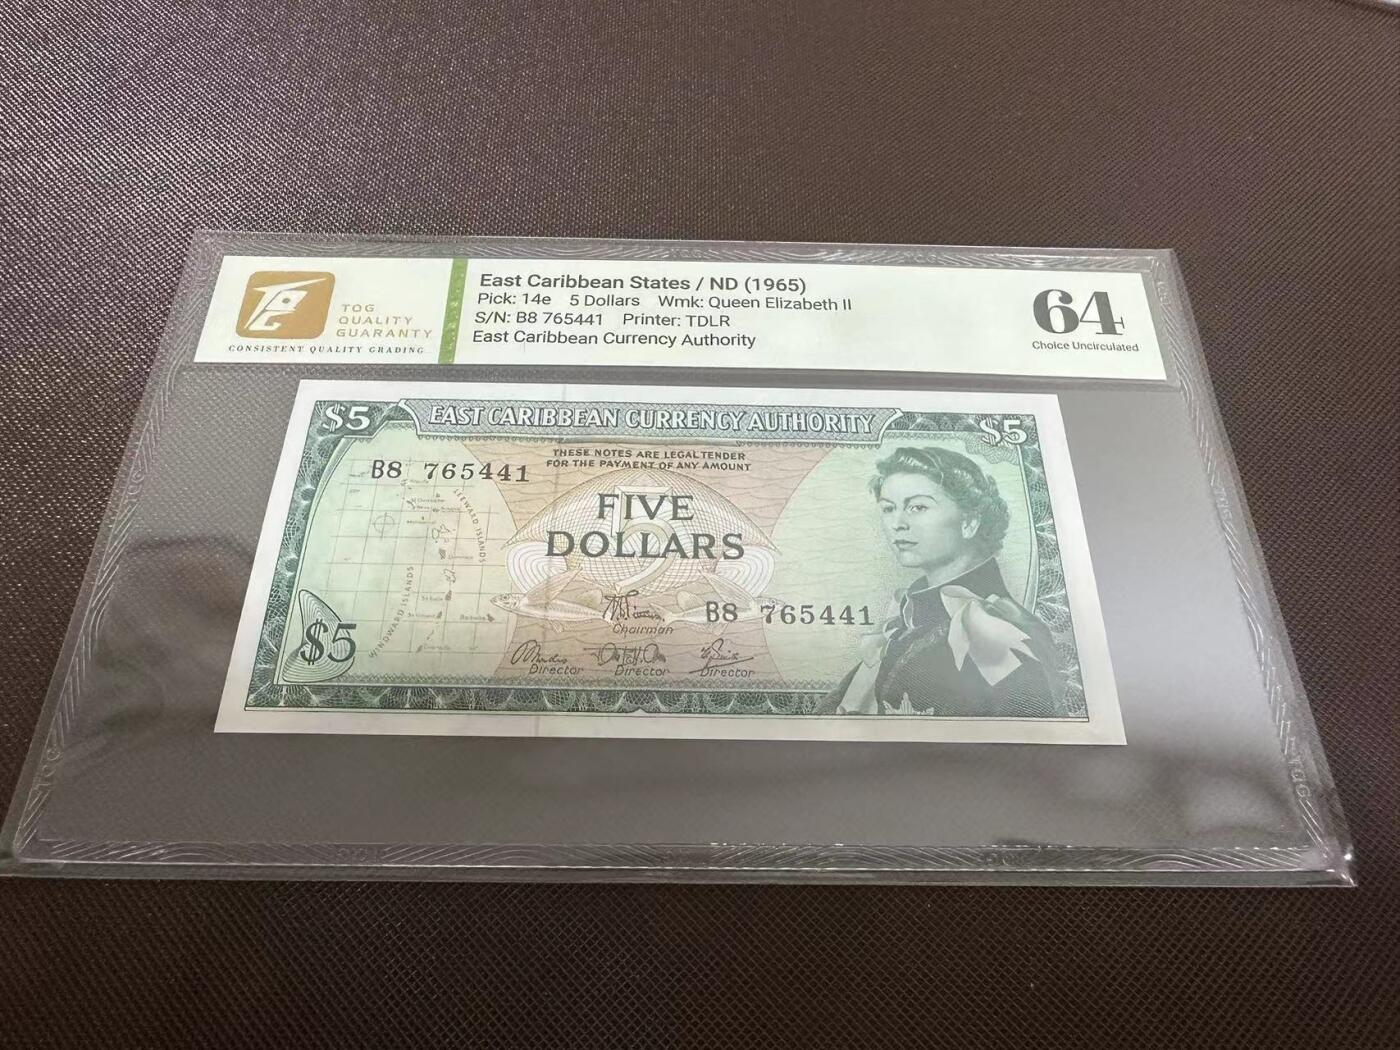 TQG
QUALITY
GUARANTY
CONSISTENT QUALITY GRADING
East Caribbean States / ND (1965)
Pick: 14e 5 Dollars Wmk: Queen Elizabeth II
S/N: B8 765441 Printer: TDLR
East Caribbean Currency Authority
64
Choice Uncirculated
$5 EAST CARIBBEAN CURRENCY AUTHORITY $5
THESE NOTES ARE LEGAL TENDER
FOR THE PAYMENT OF ANY AMOUNT
B8 765441
FIVE
DOLLARS
LEEWARD ISLANDS
WINDWARD ISLANDS
B8 765441
Chairman
$5
Director Director Director